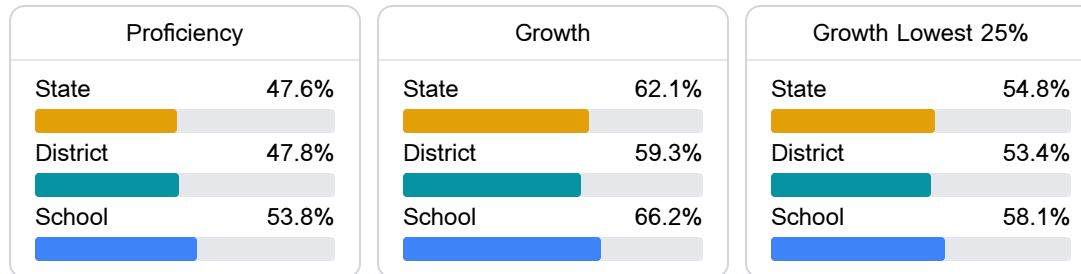 Proficiency
State 47.6%
District 47.8%
School 53.8%
Growth
State 62.1%
District 59.3%
School 66.2%
Growth Lowest 25%
State 54.8%
District 53.4%
School 58.1%